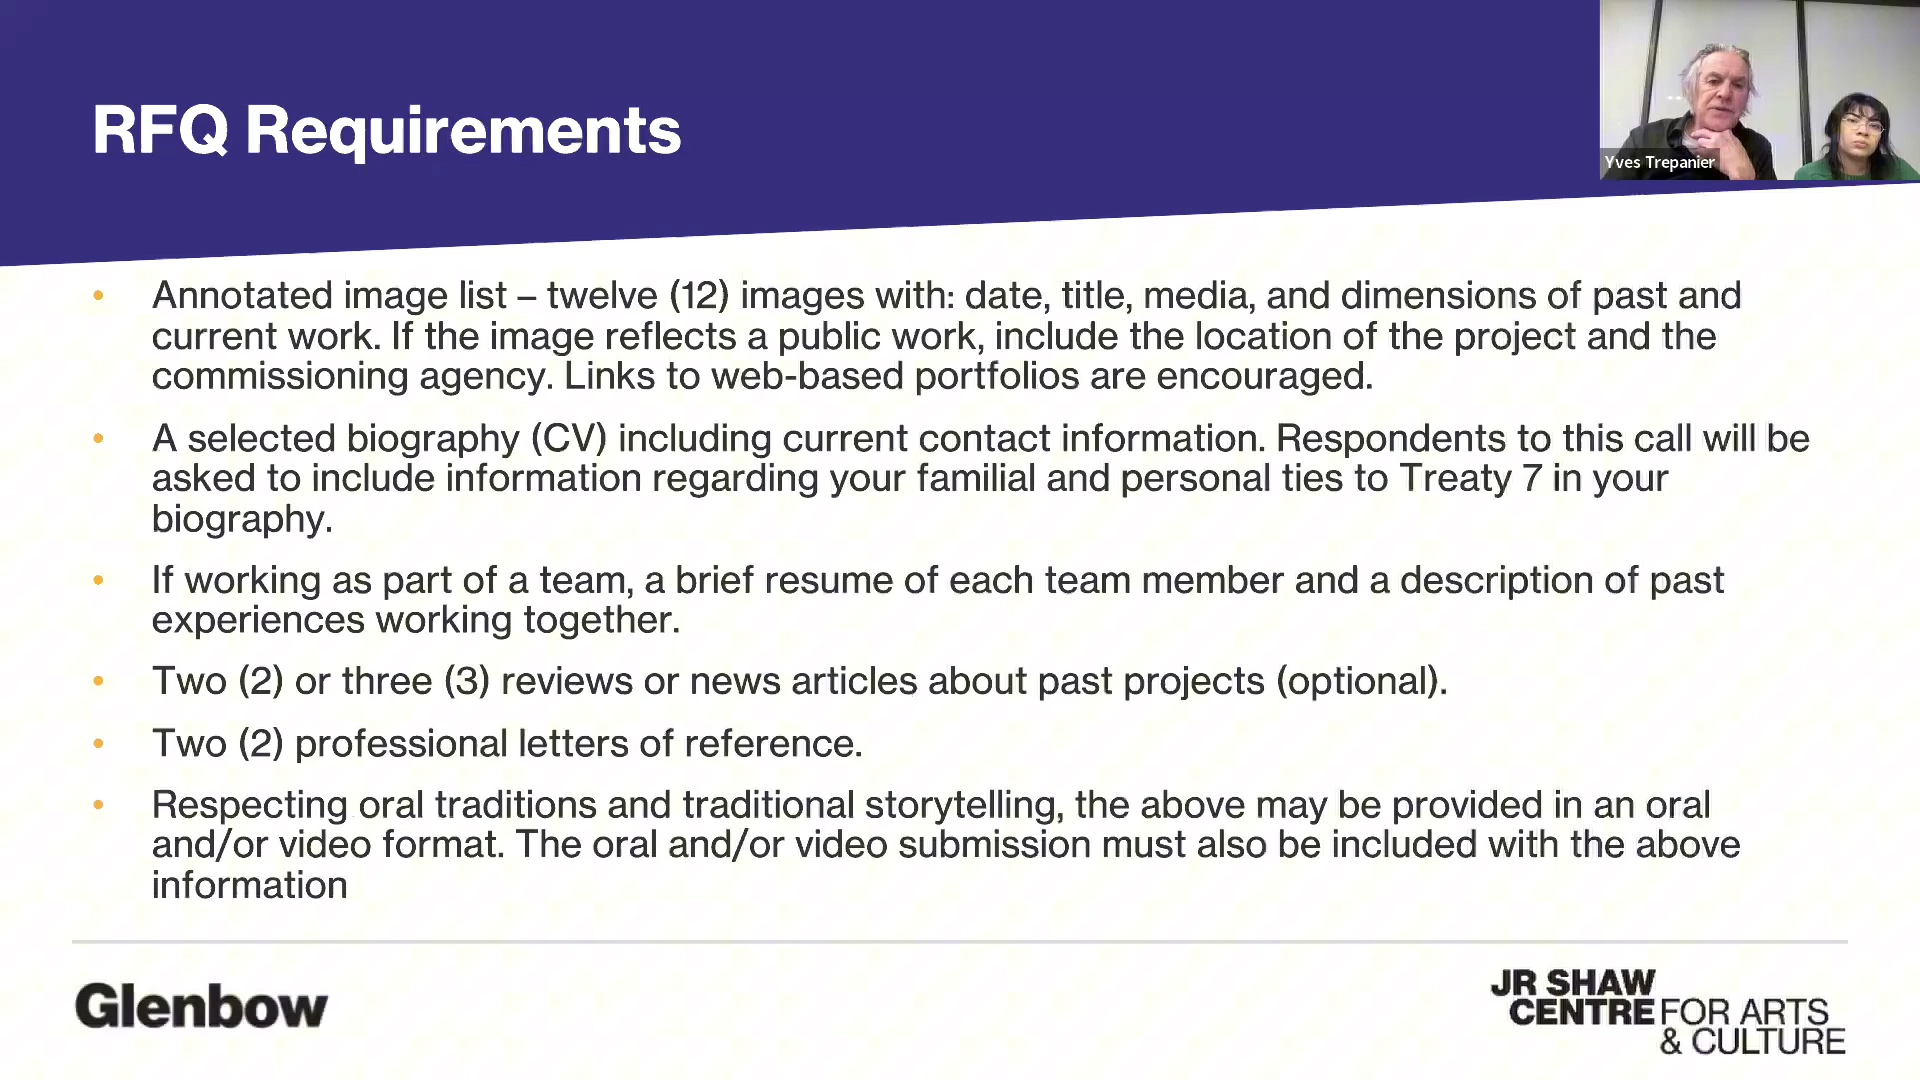 RFQ Requirements
Yves Trepanier
• Annotated image list – twelve (12) images with: date, title, media, and dimensions of past and
current work. If the image reflects a public work, include the location of the project and the
commissioning agency. Links to web-based portfolios are encouraged.
• A selected biography (CV) including current contact information. Respondents to this call will be
asked to include information regarding your familial and personal ties to Treaty 7 in your
biography.
• If working as part of a team, a brief resume of each team member and a description of past
experiences working together.
• Two (2) or three (3) reviews or news articles about past projects (optional).
• Two (2) professional letters of reference.
• Respecting oral traditions and traditional storytelling, the above may be provided in an oral
and/or video format. The oral and/or video submission must also be included with the above
information
Glenbow
JR SHAW
CENTRE FOR ARTS
& CULTURE